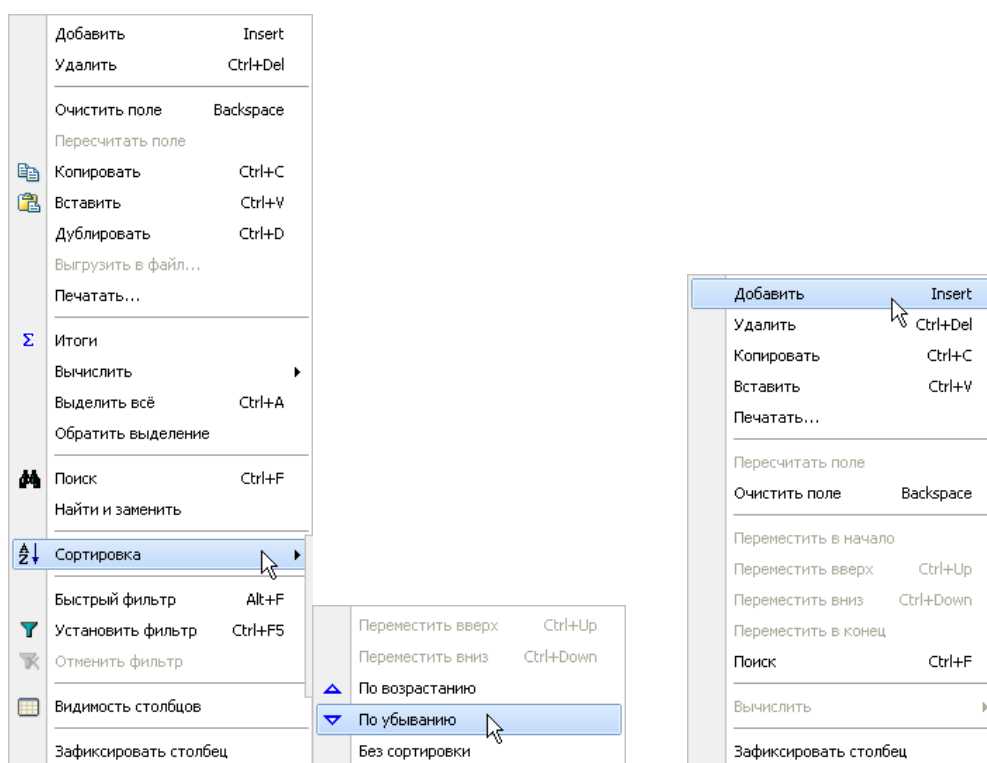 Добавить Insert
Удалить Ctrl+Del
Очистить поле Backspace
Пересчитать поле
Копировать Ctrl+C
Вставить Ctrl+V
Дублировать Ctrl+D
Выгрузить в файл...
Печатать...
Σ Итоги
Вычислить
Выделить всё Ctrl+A
Обратить выделение
Поиск Ctrl+F
Найти и заменить
AZ Сортировка
Быстрый фильтр Alt+F
Установить фильтр Ctrl+F5
Отменить фильтр
Видимость столбцов
Зафиксировать столбец
Переместить вверх Ctrl+Up
Переместить вниз Ctrl+Down
По возрастанию
По убыванию
Без сортировки
Добавить Insert
Удалить Ctrl+Del
Копировать Ctrl+C
Вставить Ctrl+V
Печатать...
Пересчитать поле
Очистить поле Backspace
Переместить в начало
Переместить вверх Ctrl+Up
Переместить вниз Ctrl+Down
Переместить в конец
Поиск Ctrl+F
Вычислить
Зафиксировать столбец